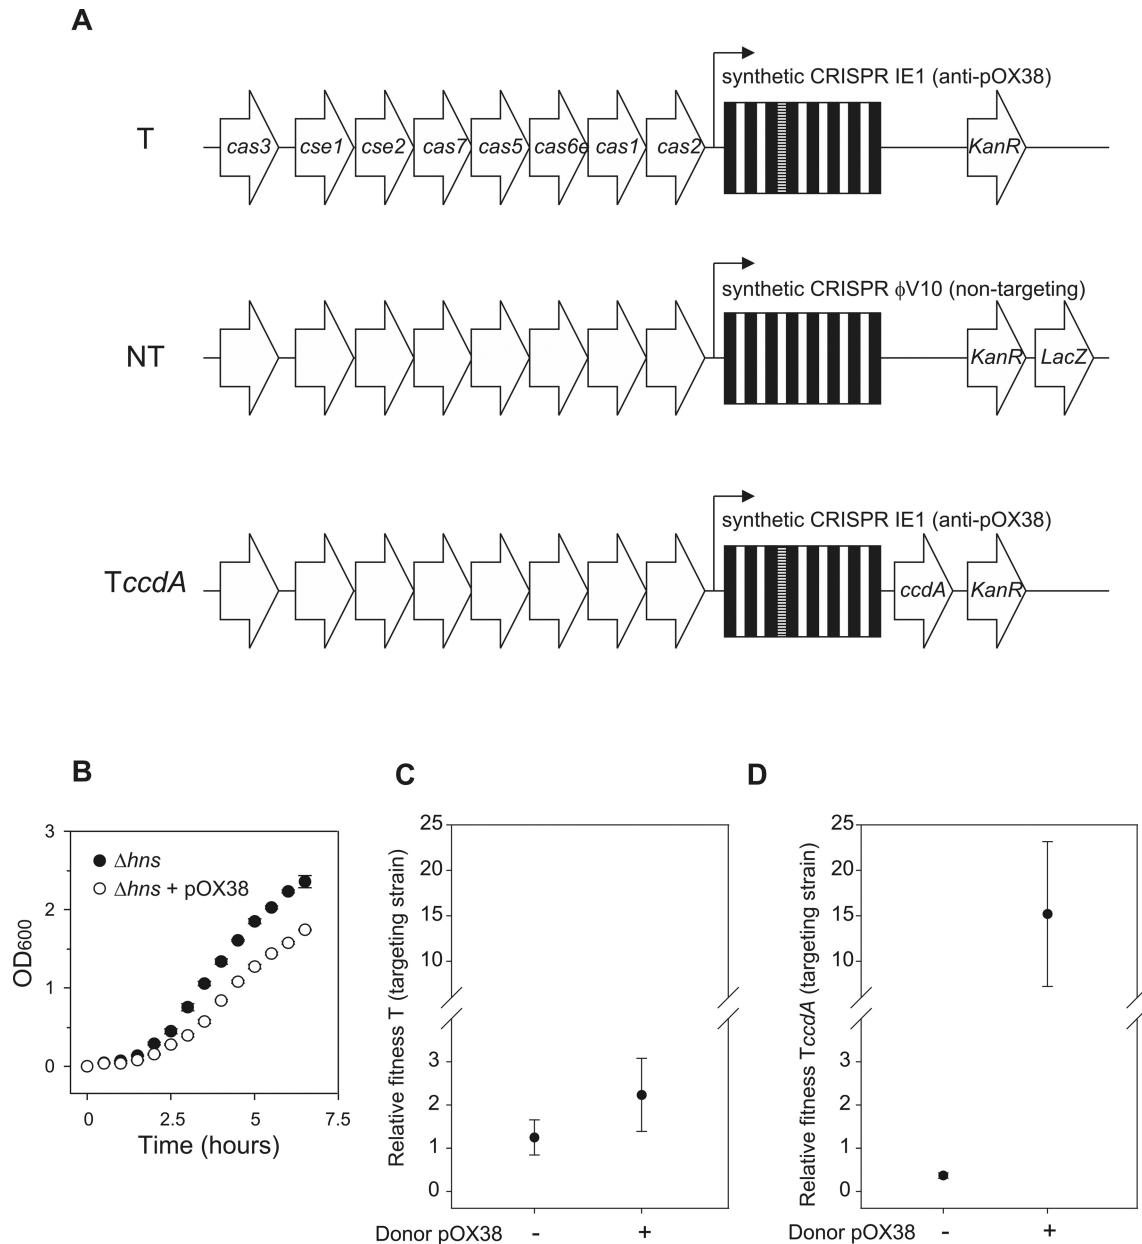 A
synthetic CRISPR IE1 (anti-pOX38)
T
cas3 cse1 cse2 cas7 cas5 cas6e cas1 cas2 KanR
synthetic CRISPR ϕV10 (non-targeting)
NT
KanR LacZ
synthetic CRISPR IE1 (anti-pOX38)
TccdA
ccdA KanR
B
OD600
3
2
1
0
Δhns
Δhns + pOX38
0 2.5 5 7.5
Time (hours)
C
Relative fitness T (targeting strain)
25
20
15
10
3
2
1
0
Donor pOX38 - +
D
Relative fitness TccdA (targeting strain)
25
20
15
10
3
2
1
0
Donor pOX38 - +